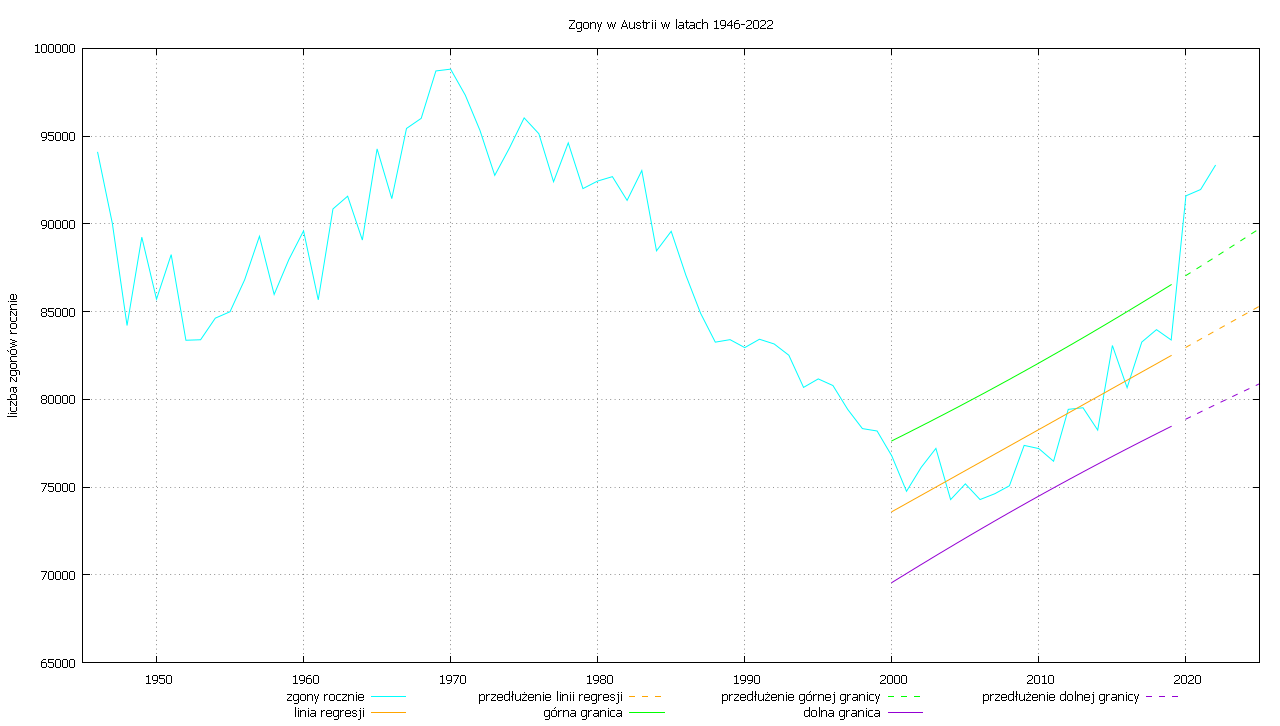 Zgony w Austrii w latach 1946-2022
100000
95000
90000
85000
80000
75000
70000
65000
liczba zgonów rocznie
1950 1960 1970 1980 1990 2000 2010 2020
zgony rocznie przedłużenie linii regresji przedłużenie górnej granicy przedłużenie dolnej granicy
linia regresji górna granica dolna granica